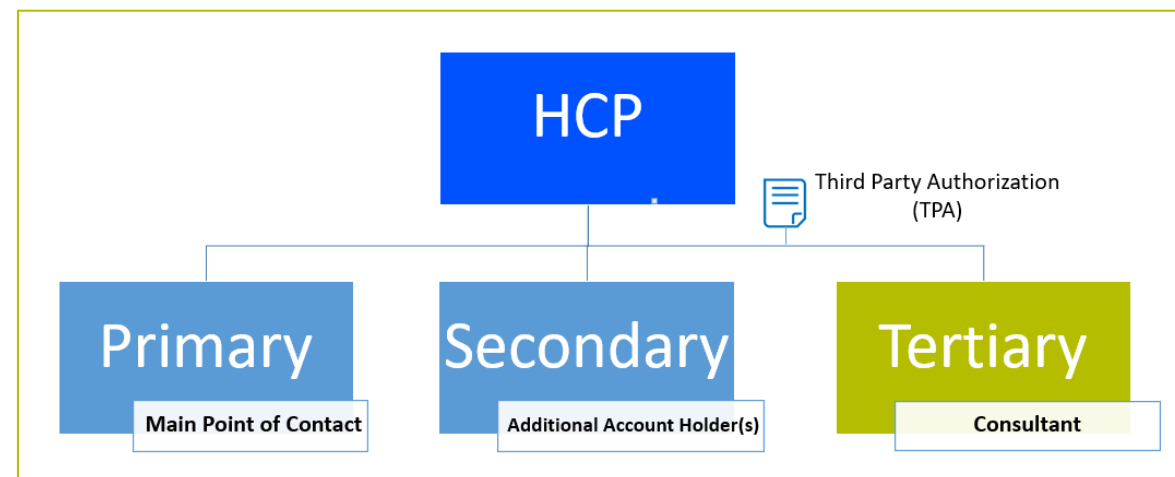 HCP
Third Party Authorization
(TPA)
Primary
Main Point of Contact
Secondary
Additional Account Holder(s)
Tertiary
Consultant